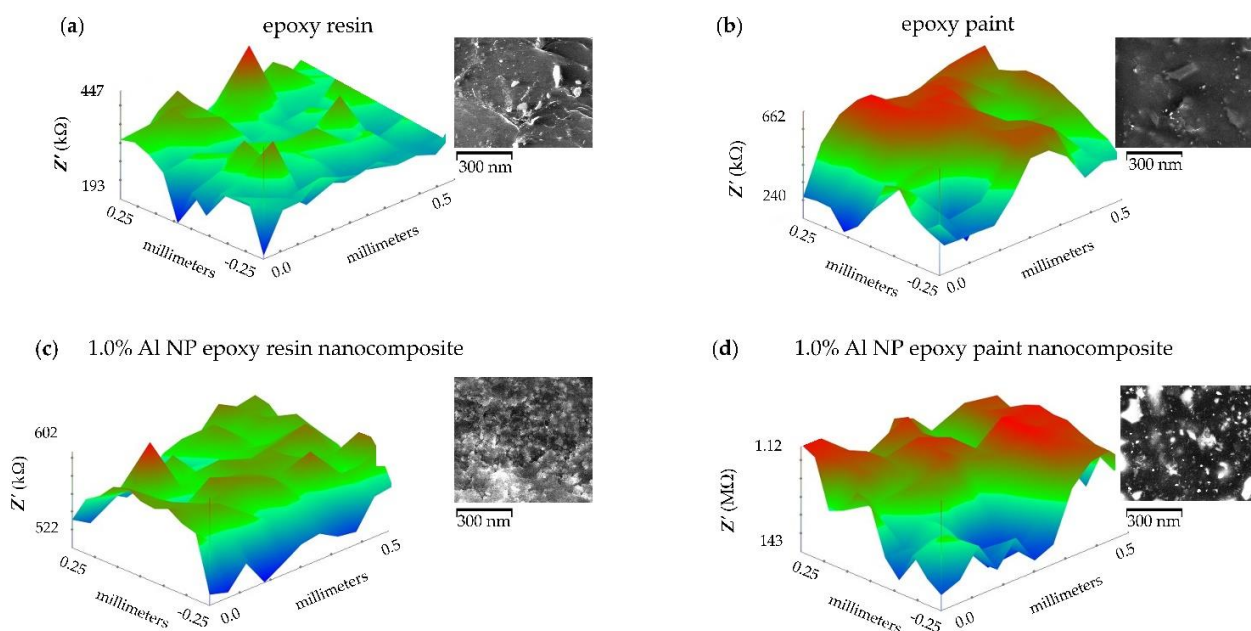 (a) epoxy resin
447
Z′ (kΩ)
193
0.25
millimeters
-0.25
0.0
millimeters
0.5
300 nm
(b) epoxy paint
662
Z′ (kΩ)
240
0.25
millimeters
-0.25
0.0
millimeters
0.5
300 nm
(c) 1.0% Al NP epoxy resin nanocomposite
602
Z′ (kΩ)
522
0.25
millimeters
-0.25
0.0
millimeters
0.5
300 nm
(d) 1.0% Al NP epoxy paint nanocomposite
1.12
Z′ (MΩ)
143
0.25
millimeters
-0.25
0.0
millimeters
0.5
300 nm